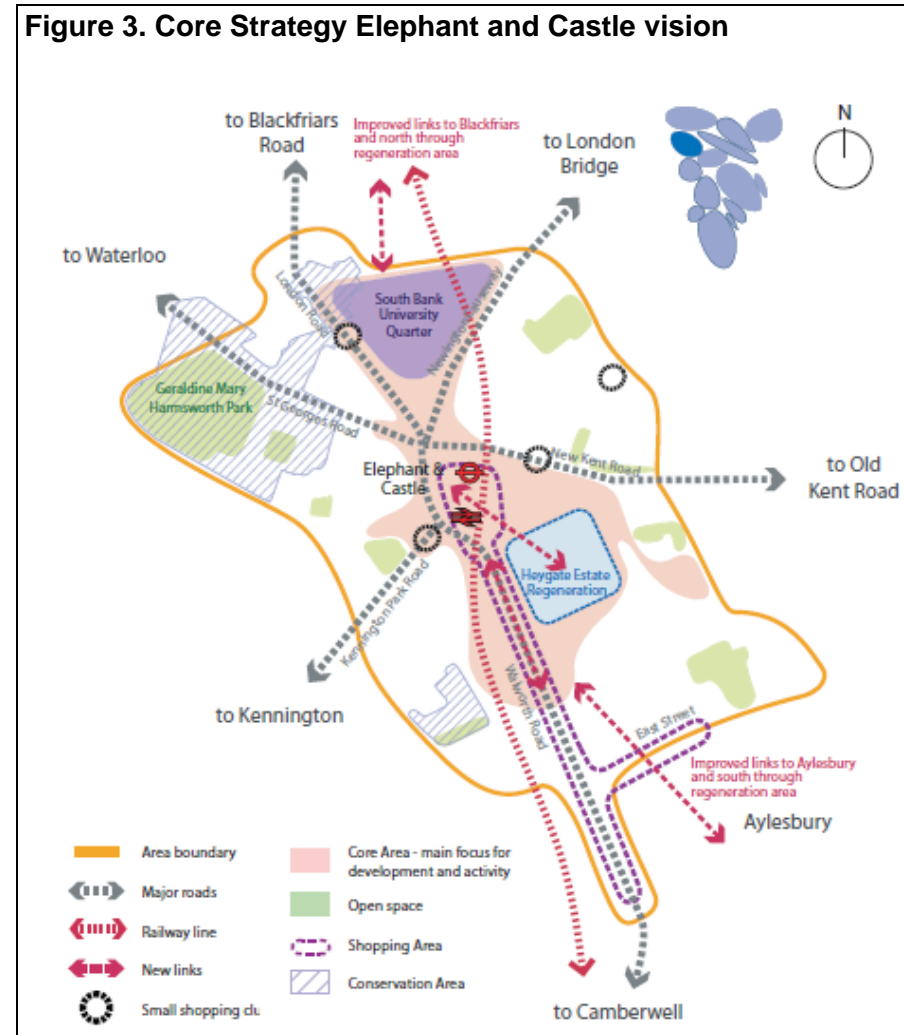 Figure 3. Core Strategy Elephant and Castle vision
to Blackfriars
Road
Improved links to Blackfriars
and north through
regeneration area
to London
Bridge
N
to Waterloo
London Road
South Bank
University
Quarter
Newington Causeway
Geraldine Mary
Harmsworth Park
St Georges Road
Elephant &
Castle
New Kent Road
to Old
Kent Road
Heygate Estate
Regeneration
Kennington Park Road
to Kennington
Walworth Road
East Street
Improved links to Aylesbury
and south through
regeneration area
Aylesbury
Area boundary
Major roads
Railway line
New links
Small shopping clu
Core Area - main focus for
development and activity
Open space
Shopping Area
Conservation Area
to Camberwell